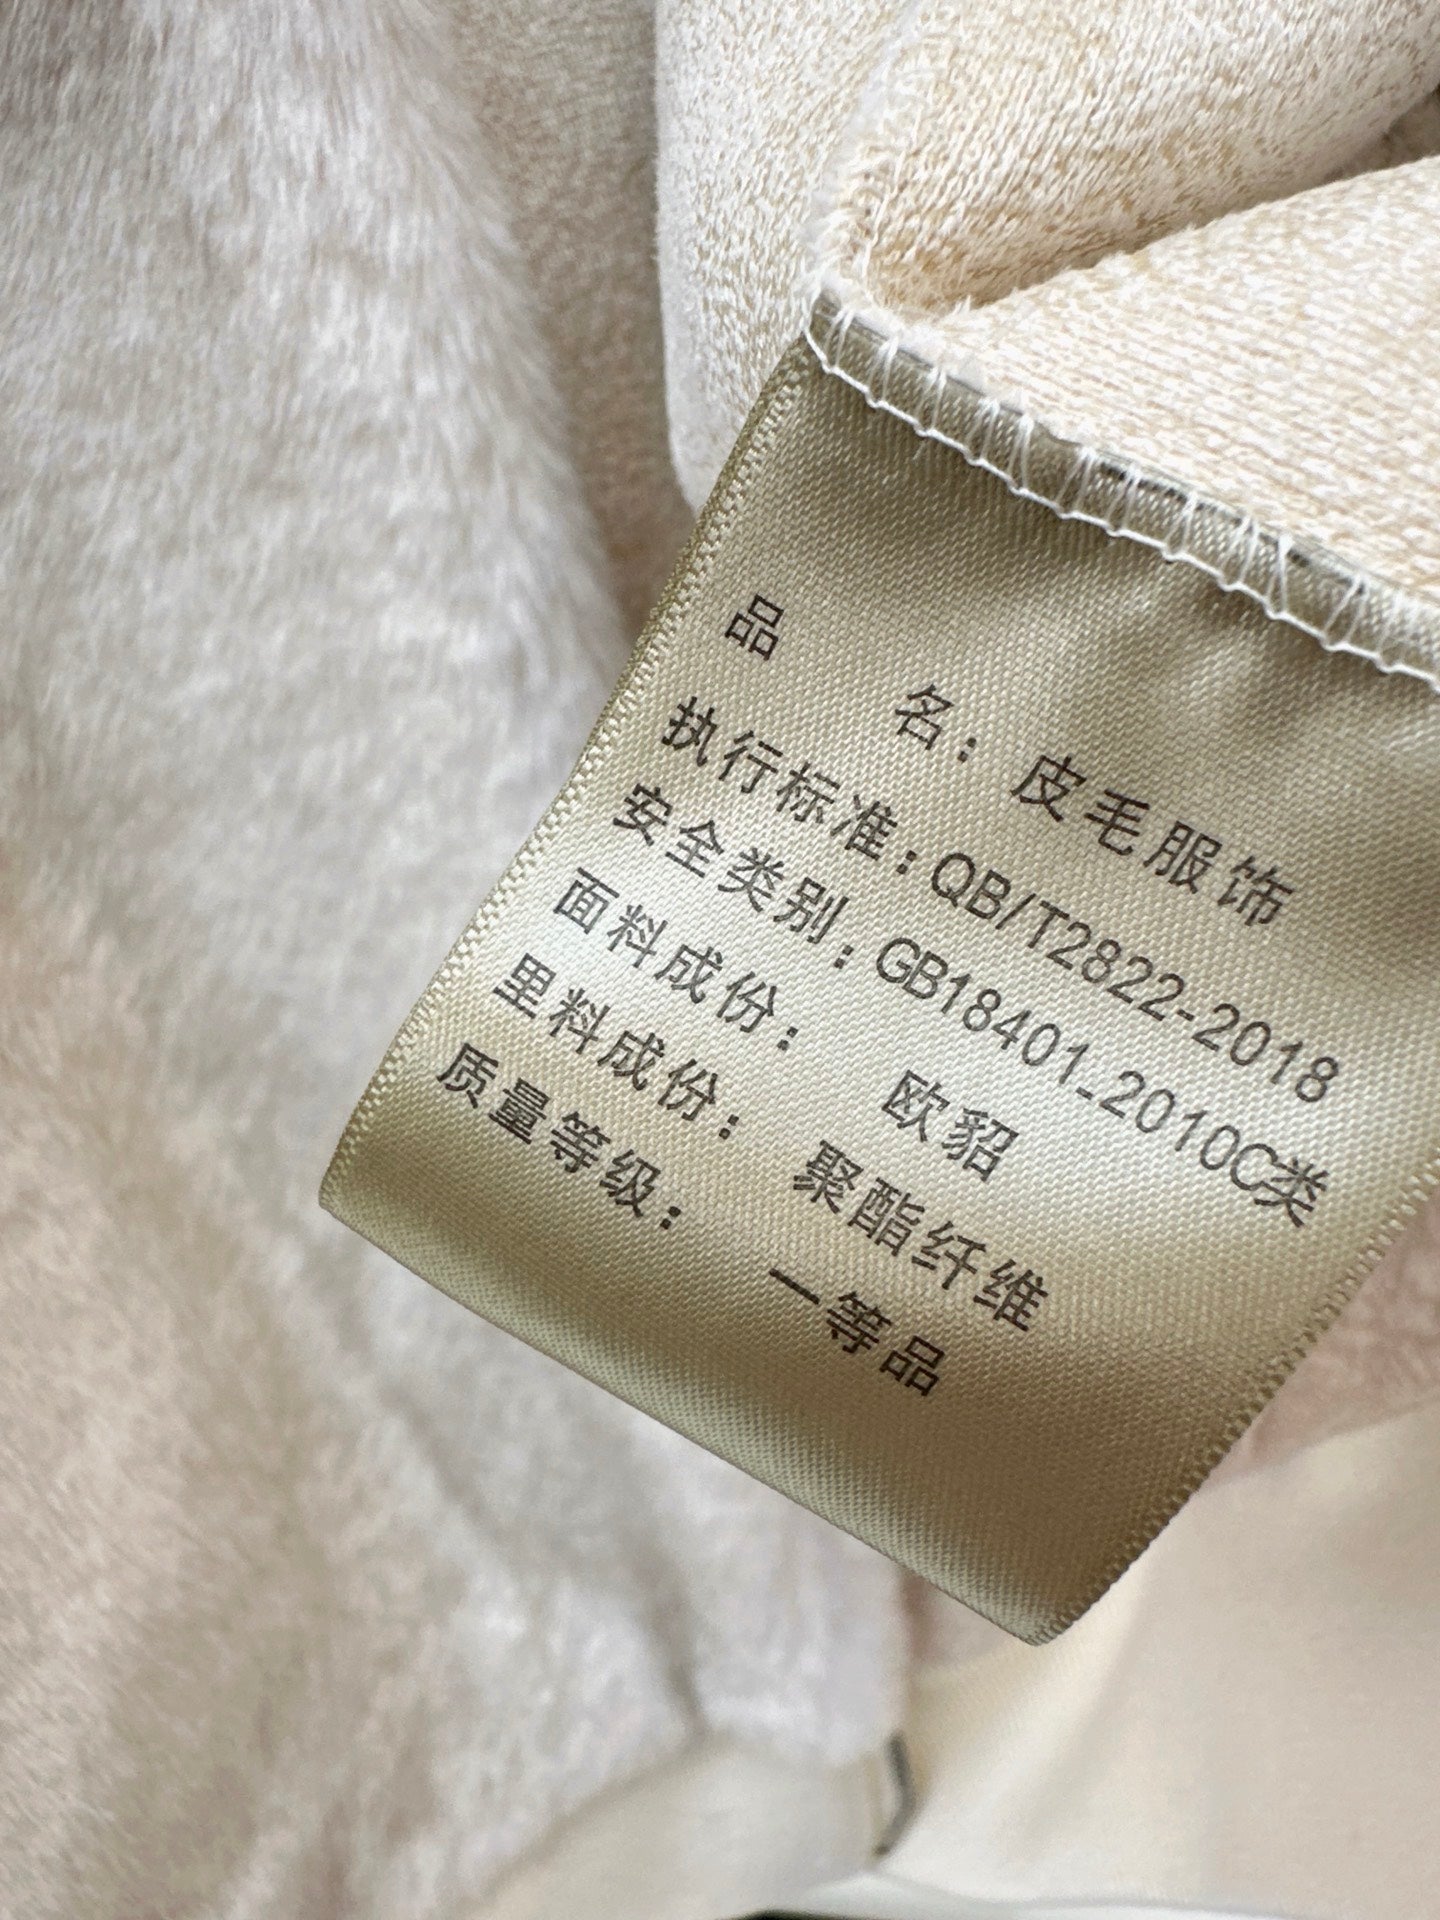 品 名：皮毛服饰
执行标准：QB/T2822-2018
安全类别：GB18401-2010C类
面料成份： 欧貂
里料成份： 聚酯纤维
质量等级： 一等品